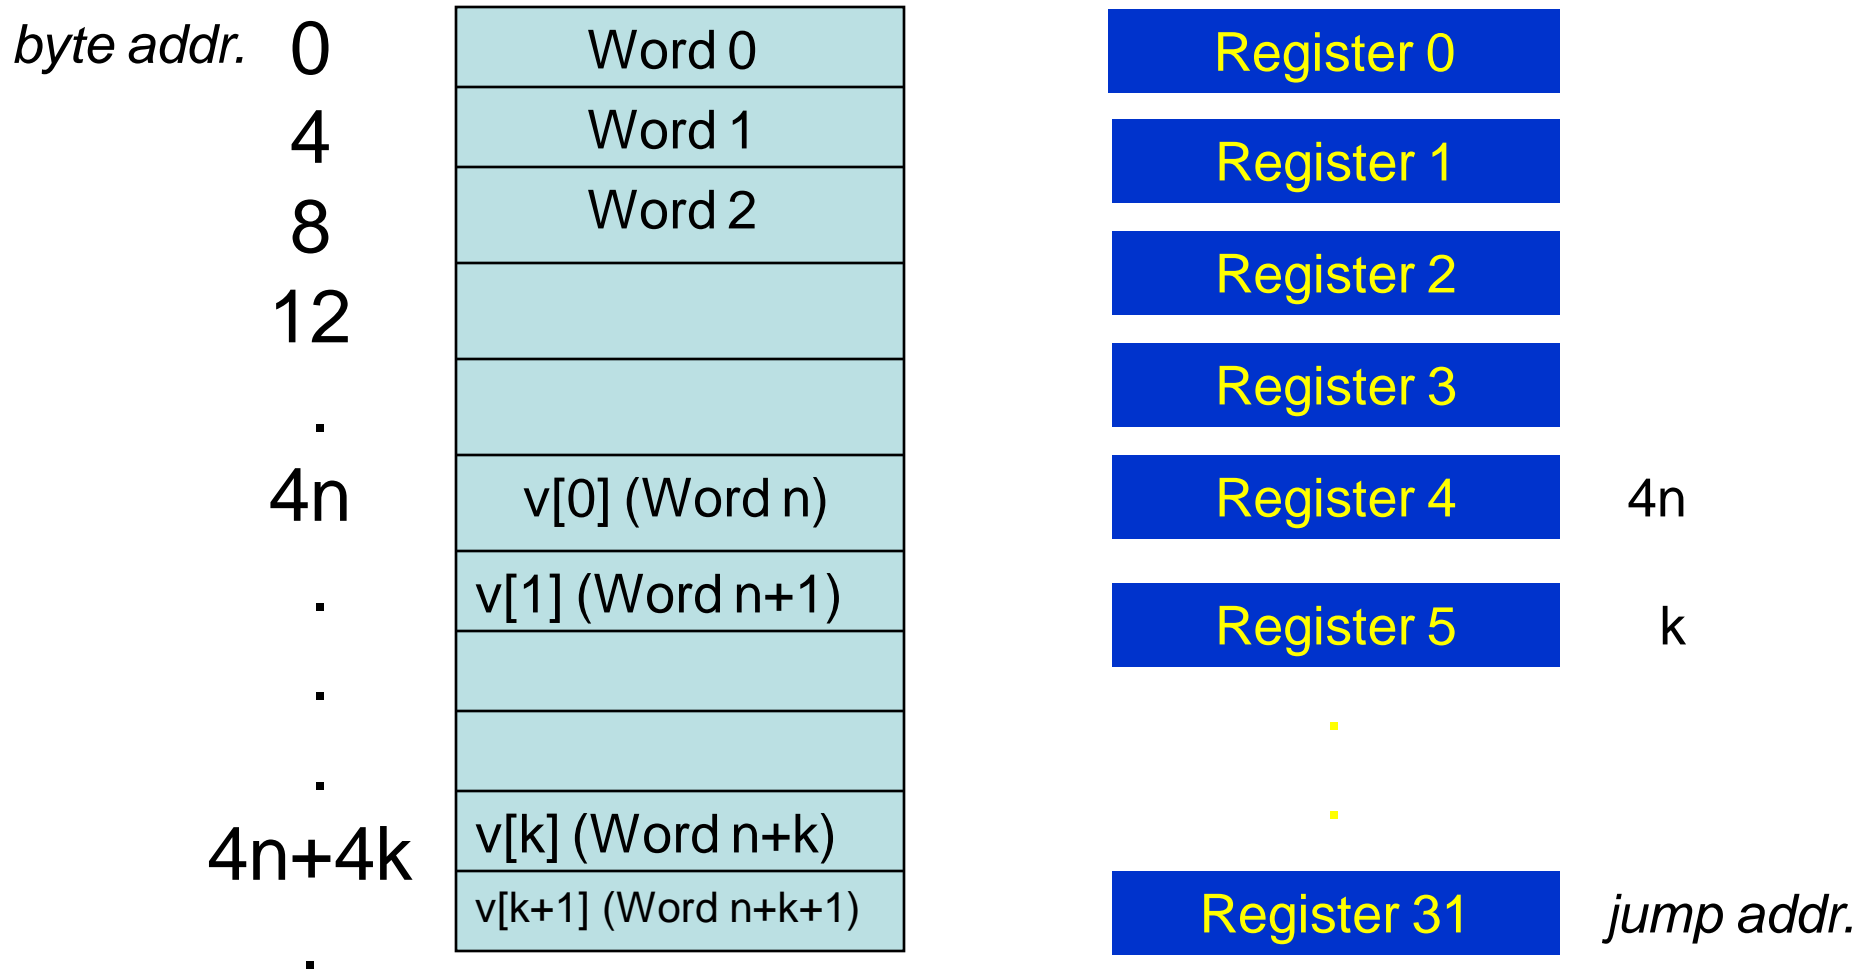 byte addr. 0 Word 0 Register 0
4 Word 1 Register 1
8 Word 2 Register 2
12
. Register 3
4n v[0] (Word n) Register 4 4n
. v[1] (Word n+1) Register 5 k
.
.
4n+4k v[k] (Word n+k)
v[k+1] (Word n+k+1) Register 31 jump addr.
.